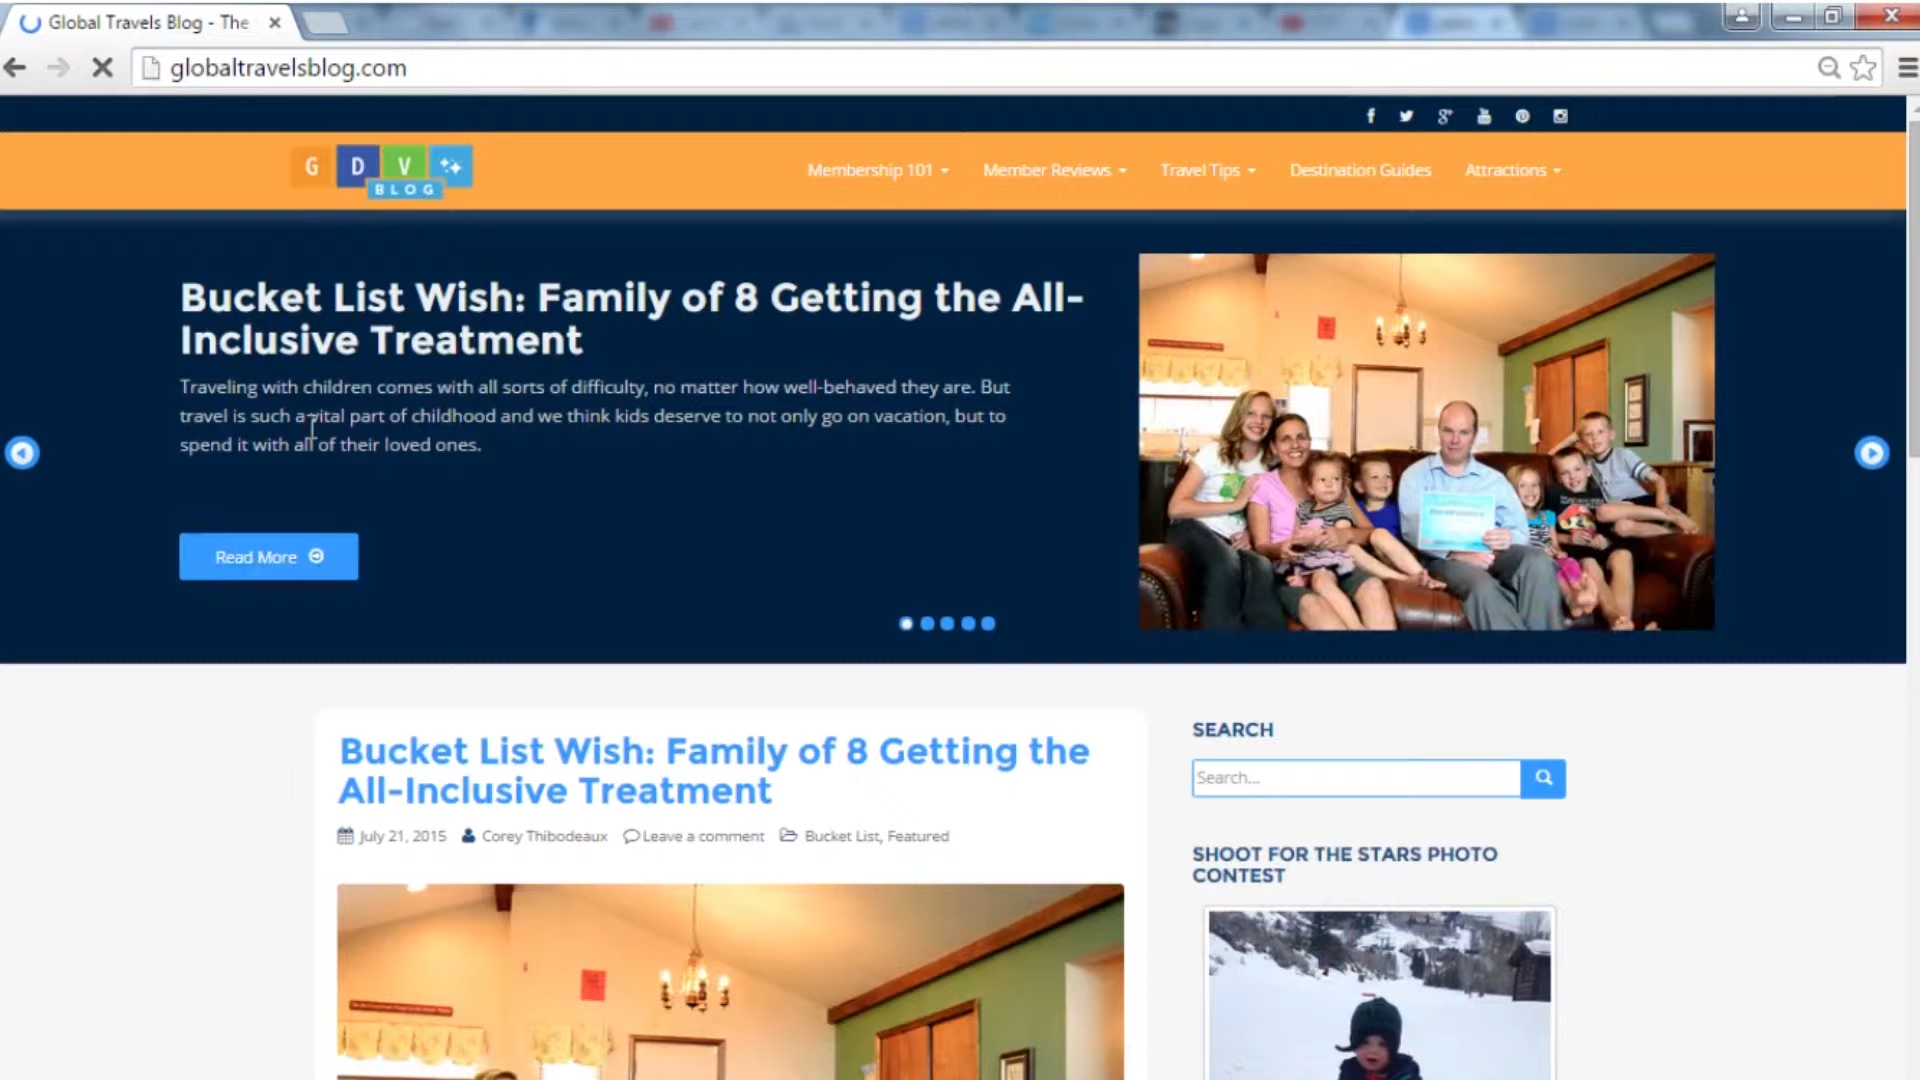 Global Travels Blog - The
globaltravelsblog.com
G D V
BLOG
Membership 101
Member Reviews
Travel Tips
Destination Guides
Attractions
Bucket List Wish: Family of 8 Getting the All-
Inclusive Treatment
Traveling with children comes with all sorts of difficulty, no matter how well-behaved they are. But
travel is such a vital part of childhood and we think kids deserve to not only go on vacation, but to
spend it with all of their loved ones.
Read More
Bucket List Wish: Family of 8 Getting the
All-Inclusive Treatment
July 21, 2015 Corey Thibodeaux Leave a comment Bucket List, Featured
SEARCH
Search...
SHOOT FOR THE STARS PHOTO
CONTEST